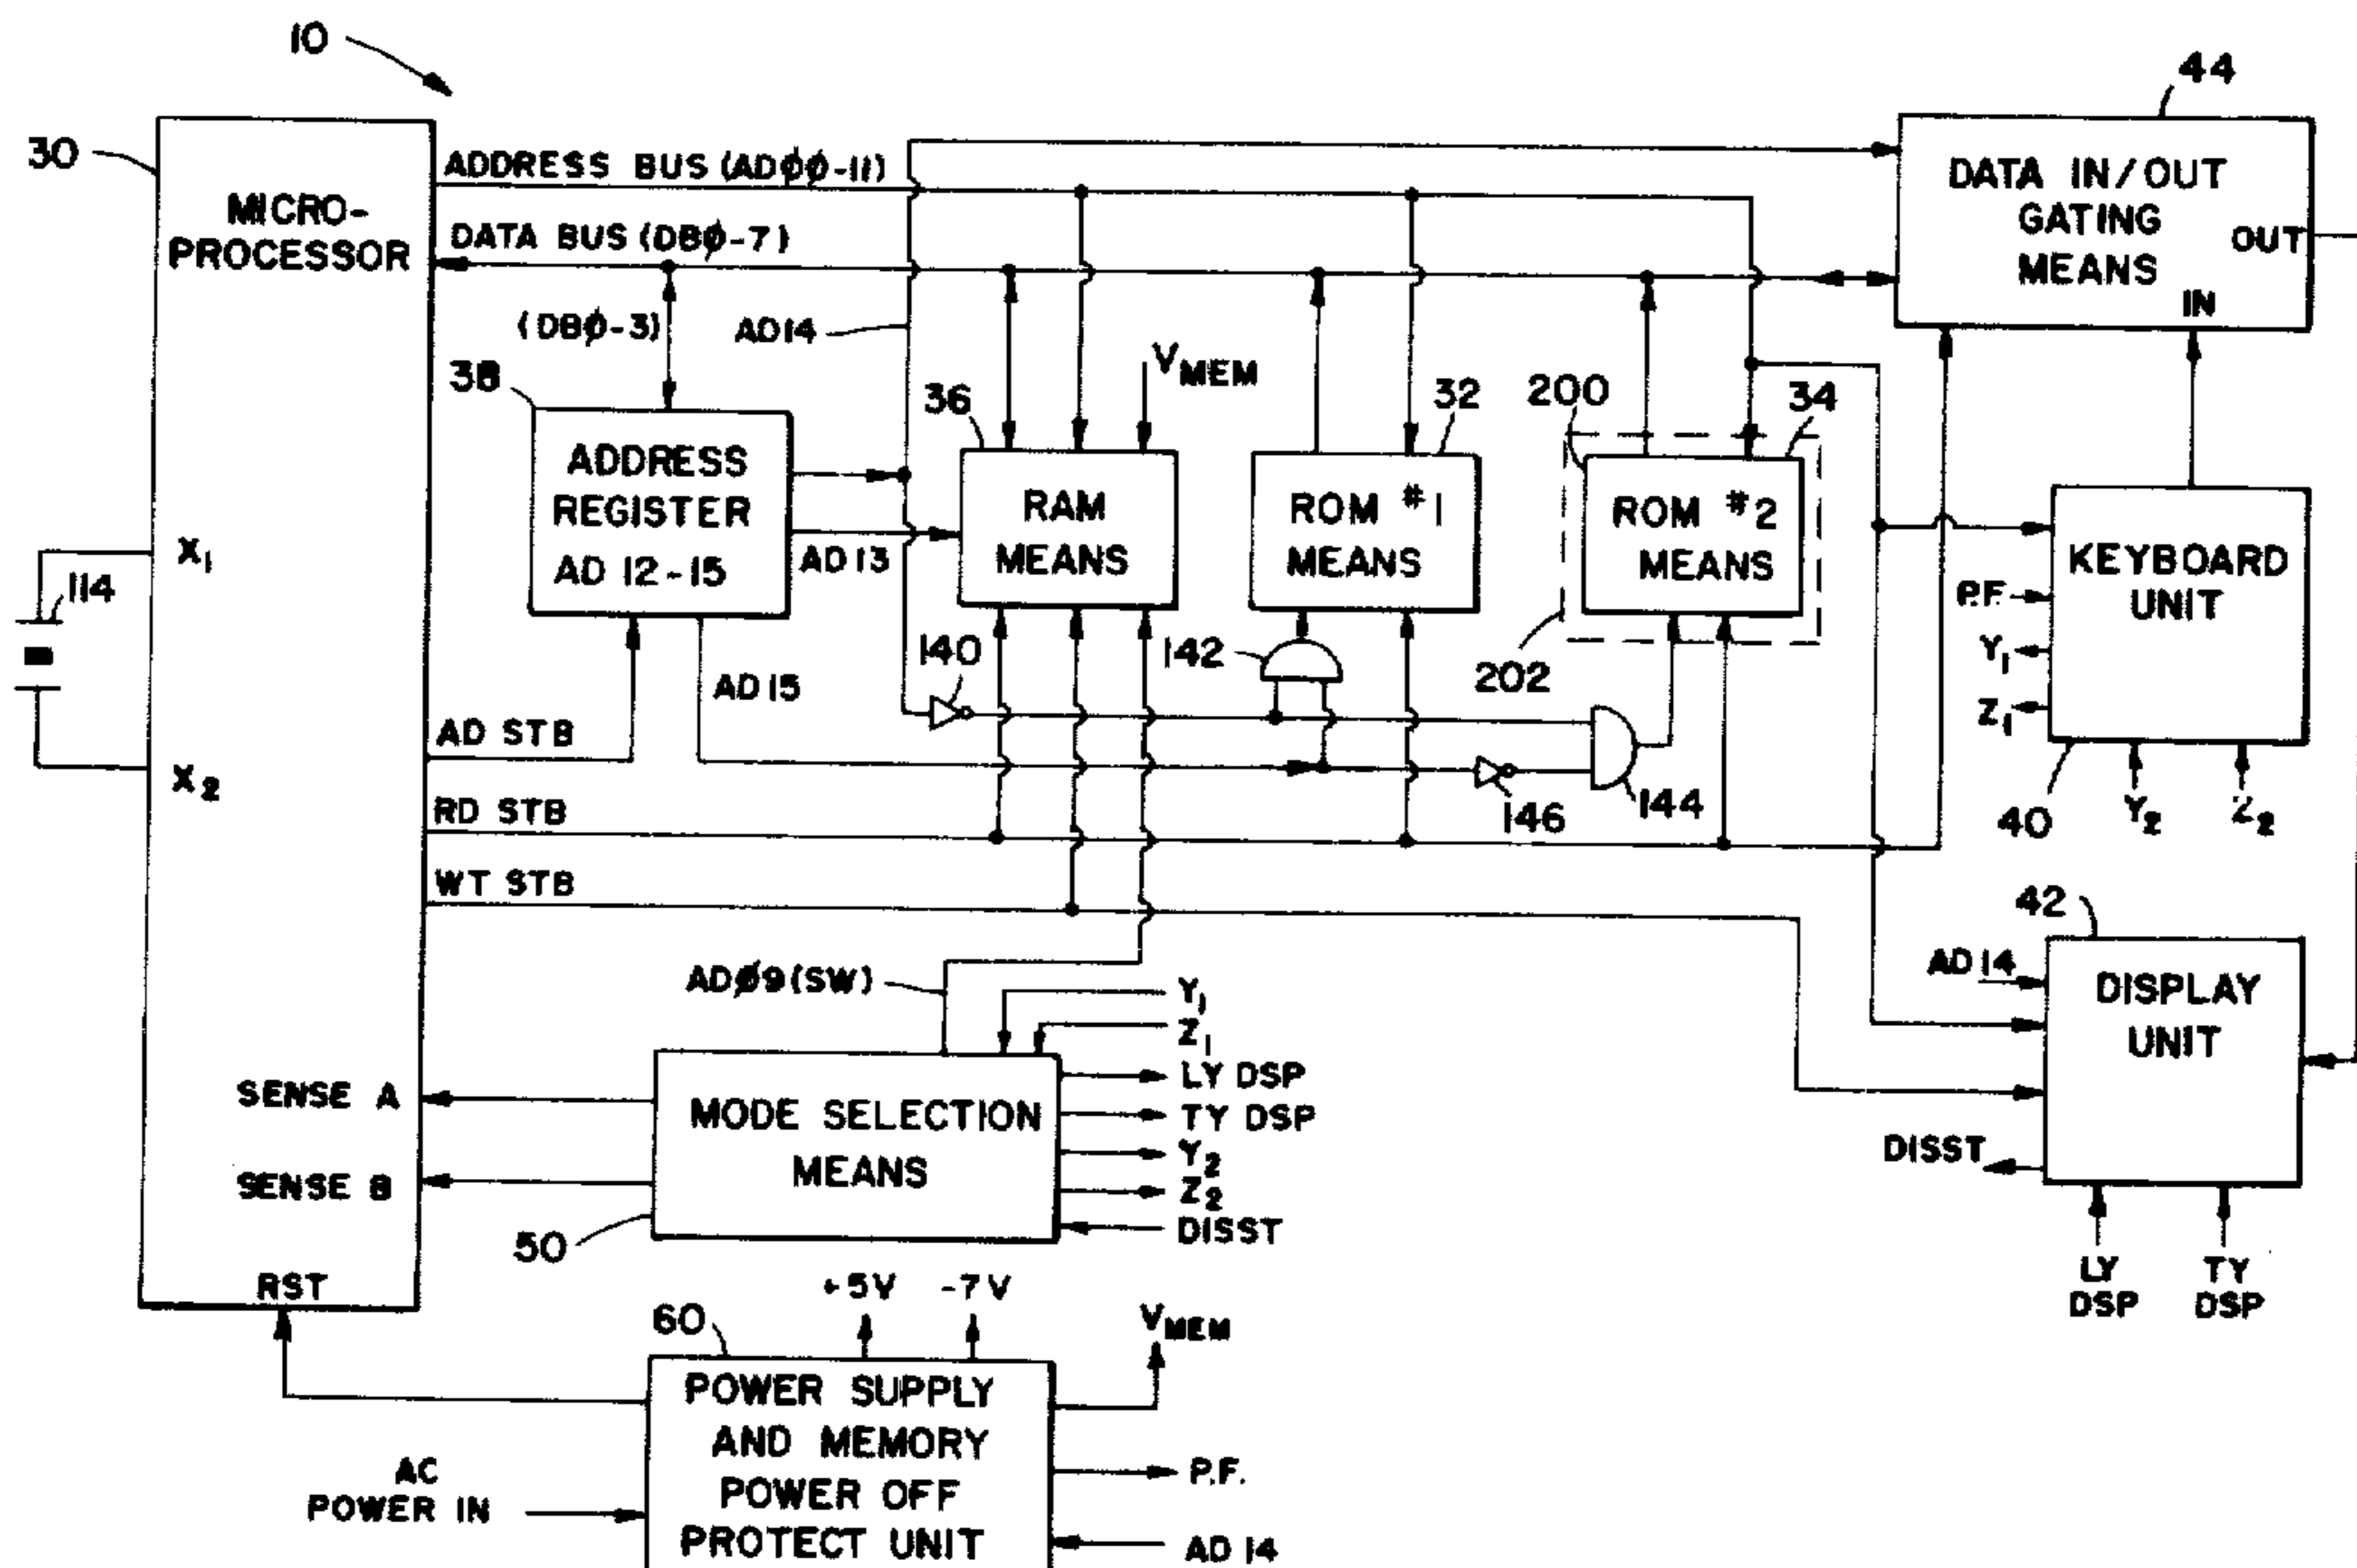 10
44
30
ADDRESS BUS (ADØØ-11)
MICRO-
PROCESSOR
DATA BUS (DBØ-7)
DATA IN/OUT
GATING
MEANS
OUT
IN
(DBØ-3)
AD14
VMEM
38
36
32
200
34
ADDRESS
REGISTER
AD 12-15
RAM
MEANS
ROM #1
MEANS
ROM #2
MEANS
KEYBOARD
UNIT
X1
AD13
114
P.F.
Y1
Z1
140
142
202
AD15
AD STB
X2
146
144
40
Y2
Z2
RD STB
WT STB
42
ADØ9(SW)
Y1
Z1
AD14
DISPLAY
UNIT
SENSE A
MODE SELECTION
MEANS
LY DSP
TY DSP
Y2
Z2
DISST
SENSE B
50
DISST
LY
DSP
TY
DSP
RST
+5V
-7V
VMEM
60
POWER SUPPLY
AND MEMORY
POWER OFF
PROTECT UNIT
AC
POWER IN
P.F.
AD 14